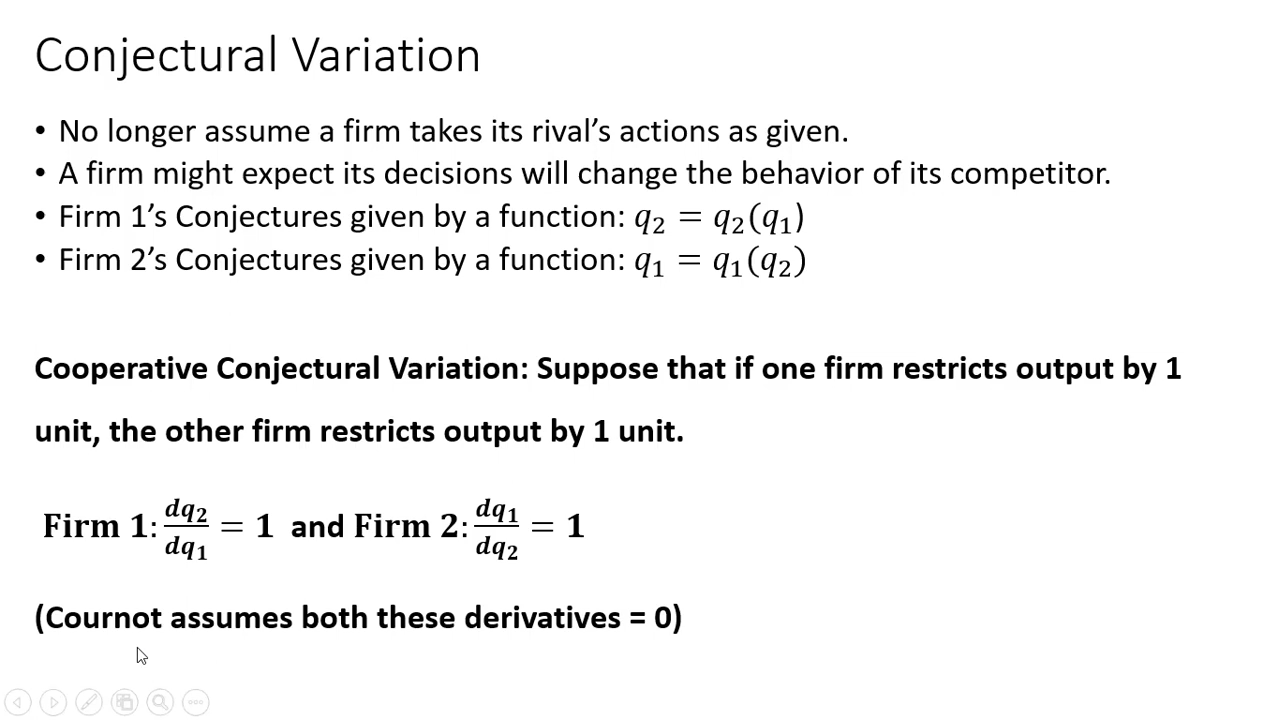 Conjectural Variation
• No longer assume a firm takes its rival’s actions as given.
• A firm might expect its decisions will change the behavior of its competitor.
• Firm 1’s Conjectures given by a function: q₂ = q₂(q₁)
• Firm 2’s Conjectures given by a function: q₁ = q₁(q₂)
Cooperative Conjectural Variation: Suppose that if one firm restricts output by 1
unit, the other firm restricts output by 1 unit.
Firm 1: dq₂/dq₁ = 1 and Firm 2: dq₁/dq₂ = 1
(Cournot assumes both these derivatives = 0)